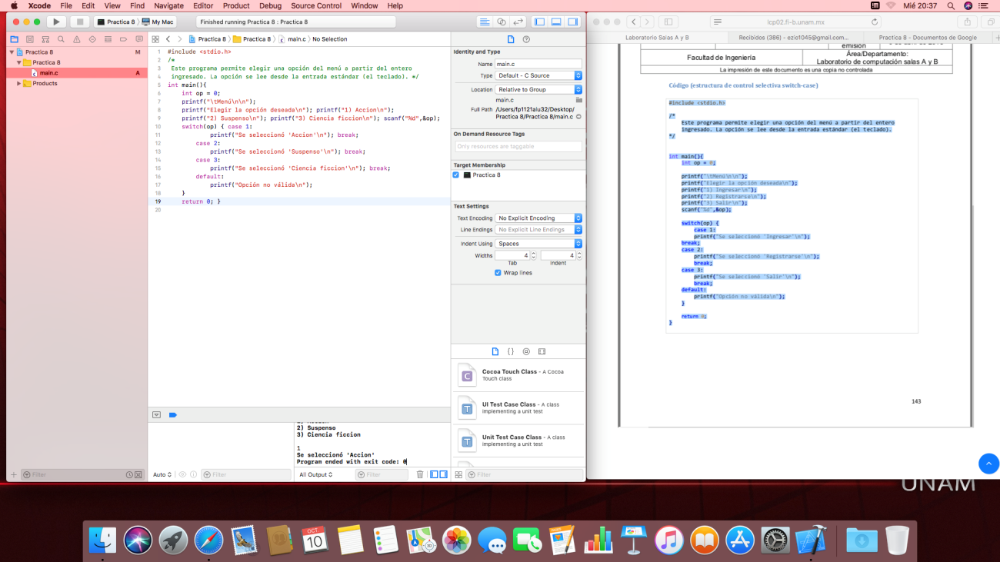 Xcode File Edit View Find Navigate Editor Product Debug Source Control Window Help
Mié 20:37
Practica 8 〉 My Mac
Finished running Practica 8 : Practica 8
Practica 8 M
Practica 8
main.c A
Products
Filter
Practica 8 〉 Practica 8 〉 main.c 〉 No Selection
1 #include <stdio.h>
2 /*
3 Este programa permite elegir una opción del menú a partir del entero
4 ingresado. La opción se lee desde la entrada estándar (el teclado). */
5 int main(){
6 int op = 0;
7 printf("\tMenú\n\n");
8 printf("Elegir la opción deseada\n"); printf("1) Accion\n");
9 printf("2) Suspenso\n"); printf("3) Ciencia ficcion\n"); scanf("%d",&op);
10 switch(op) { case 1:
11 printf("Se seleccionó 'Accion'\n"); break;
12 case 2:
13 printf("Se seleccionó 'Suspenso'\n"); break;
14 case 3:
15 printf("Se seleccionó 'Ciencia ficcion'\n"); break;
16 default:
17 printf("Opción no válida\n");
18 }
19 return 0; }
20
2) Suspenso
3) Ciencia ficcion
1
Se seleccionó 'Accion'
Program ended with exit code: 0
Auto
Filter
All Output
Filter
Identity and Type
Name main.c
Type Default - C Source
Location Relative to Group
main.c
Full Path /Users/fp1121alu32/Desktop/
Practica 8/Practica 8/main.c
On Demand Resource Tags
Only resources are taggable
Target Membership
Practica 8
Text Settings
Text Encoding No Explicit Encoding
Line Endings No Explicit Line Endings
Indent Using Spaces
Widths 4 4
Tab Indent
Wrap lines
{ }
Cocoa Touch Class - A Cocoa
Touch class
UI Test Case Class - A class
implementing a unit test
Unit Test Case Class - A class
implementing a unit test
Filter
icp02.fi-b.unam.mx
Laboratorio Salas A y B
Recibidos (386) - ezio1045@gmail.com...
Practica 8 - Documentos de Google
emisión
Facultad de Ingeniería
Área/Departamento:
Laboratorio de computación salas A y B
La impresión de este documento es una copia no controlada
Código (estructura de control selectiva switch-case)
#include <stdio.h>
/*
Este programa permite elegir una opción del menú a partir del entero
ingresado. La opción se lee desde la entrada estándar (el teclado).
*/
int main(){
int op = 0;
printf("\tMenú\n\n");
printf("Elegir la opción deseada\n");
printf("1) Ingresar\n");
printf("2) Registrarse\n");
printf("3) Salir\n");
scanf("%d",&op);
switch(op) {
case 1:
printf("Se seleccionó 'Ingresar'\n");
break;
case 2:
printf("Se seleccionó 'Registrarse'\n");
break;
case 3:
printf("Se seleccionó 'Salir'\n");
break;
default:
printf("Opción no válida\n");
}
return 0;
}
143
UNAM
OCT
10